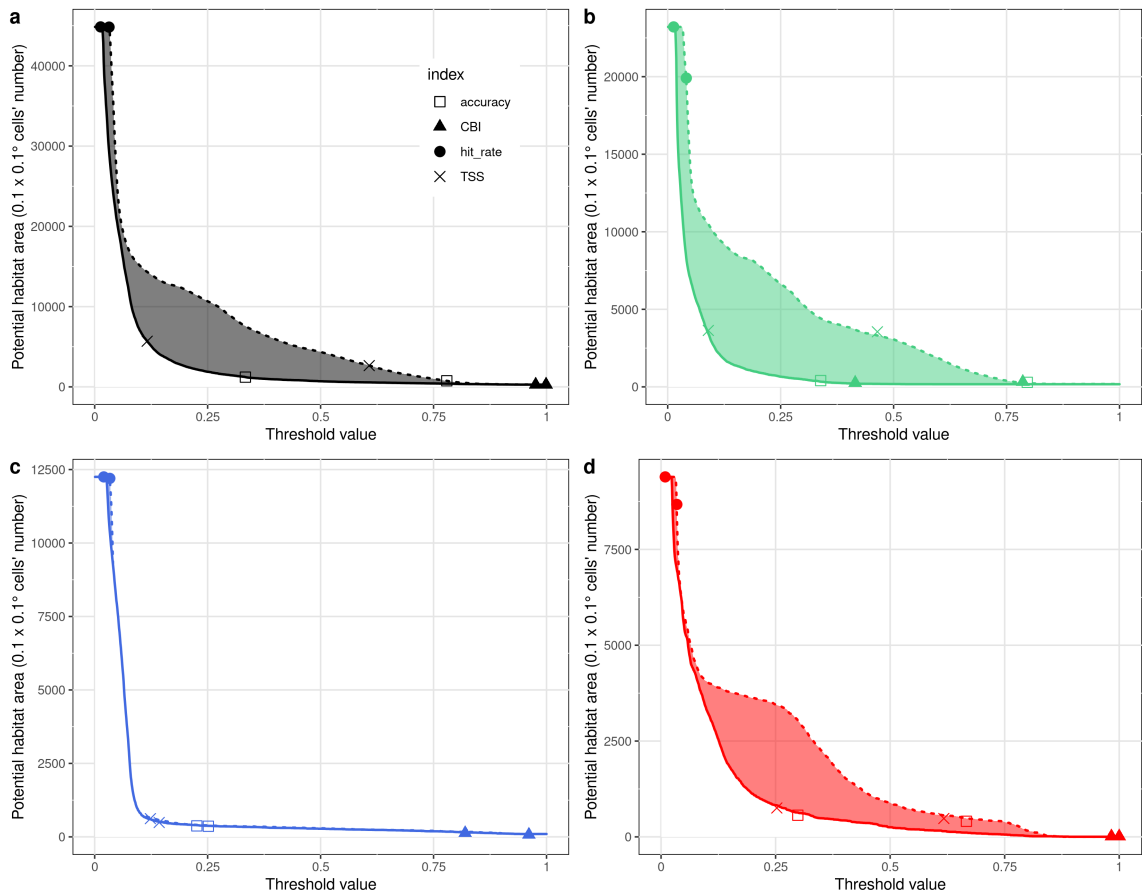 a
Potential habitat area (0.1 x 0.1° cells' number)
40000
30000
20000
10000
0
index
accuracy
CBI
hit_rate
TSS
0
0.25
0.5
0.75
1
Threshold value
b
Potential habitat area (0.1 x 0.1° cells' number)
20000
15000
10000
5000
0
0
0.25
0.5
0.75
1
Threshold value
c
Potential habitat area (0.1 x 0.1° cells' number)
12500
10000
7500
5000
2500
0
0
0.25
0.5
0.75
1
Threshold value
d
Potential habitat area (0.1 x 0.1° cells' number)
7500
5000
2500
0
0
0.25
0.5
0.75
1
Threshold value